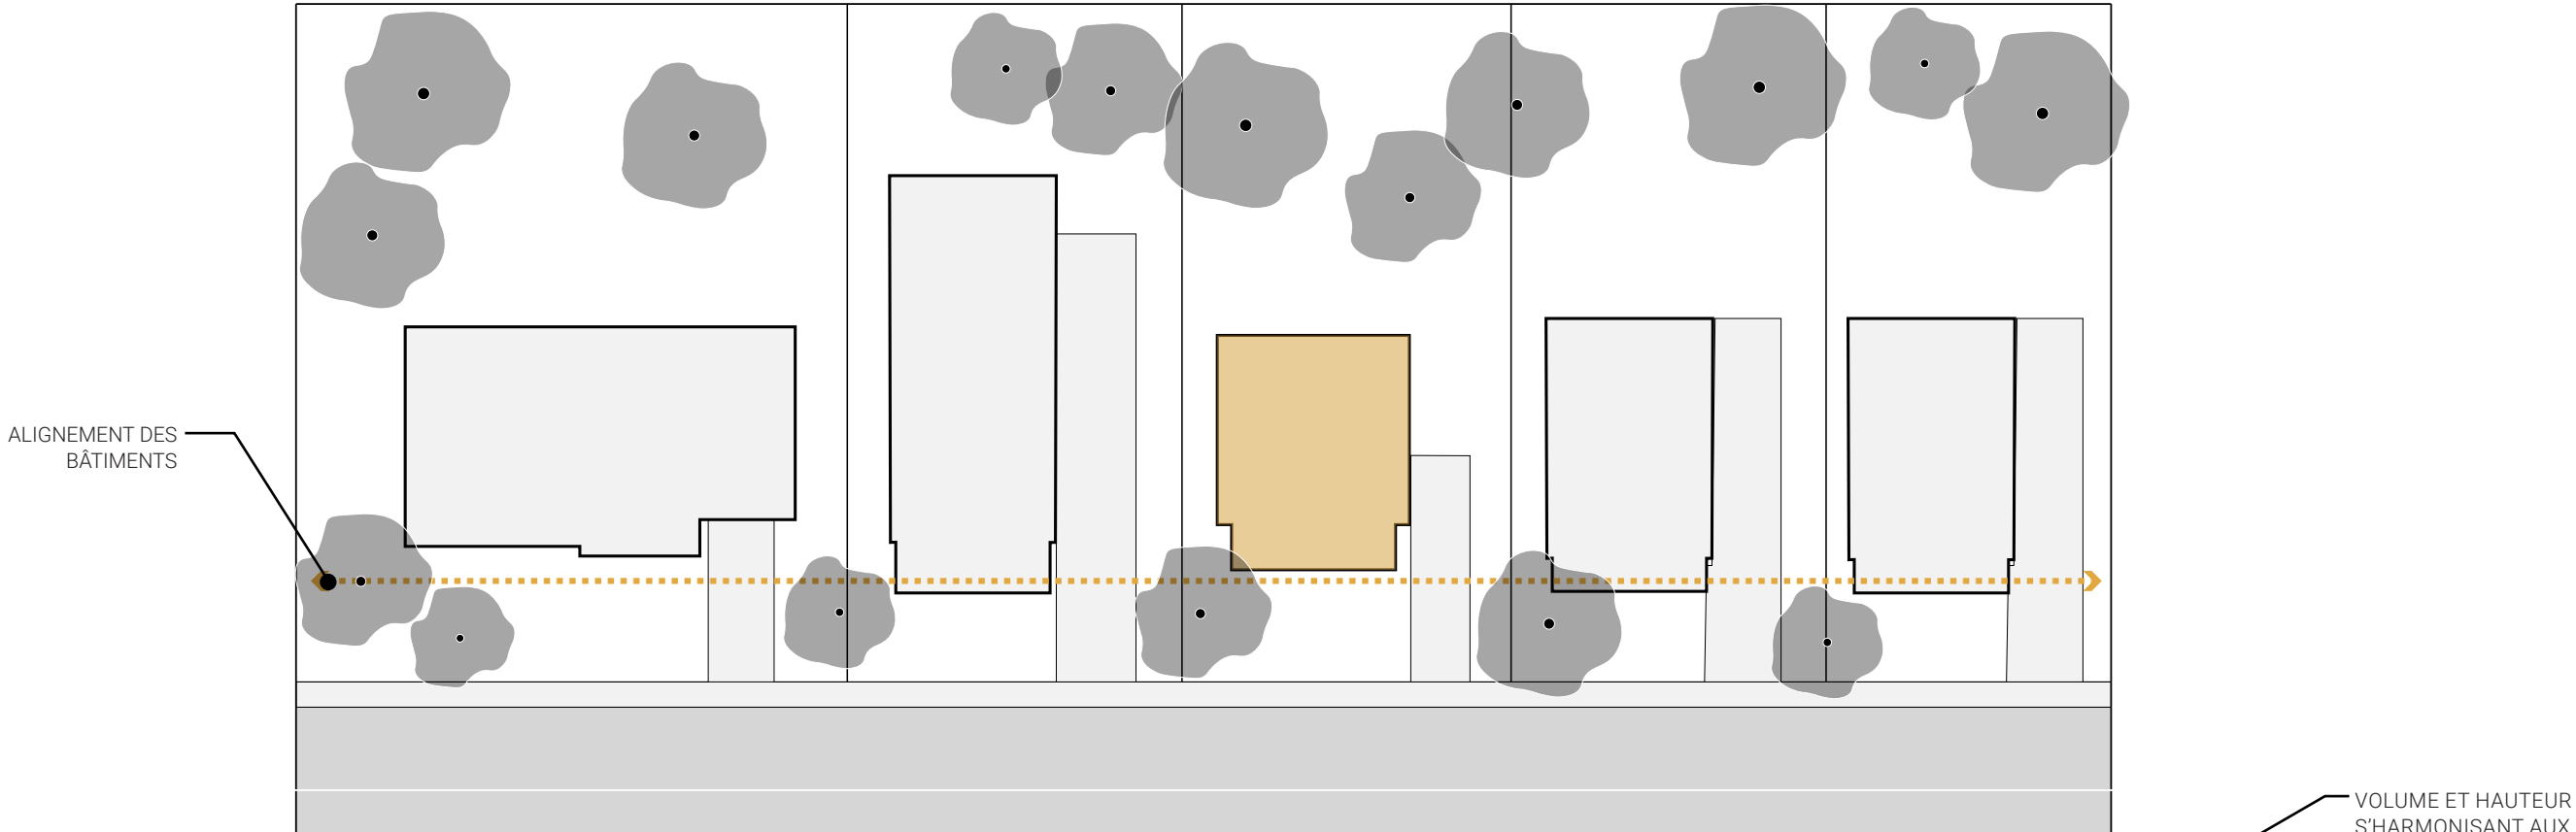 ALIGNEMENT DES
BÂTIMENTS
VOLUME ET HAUTEUR
S'HARMONISANT AUX